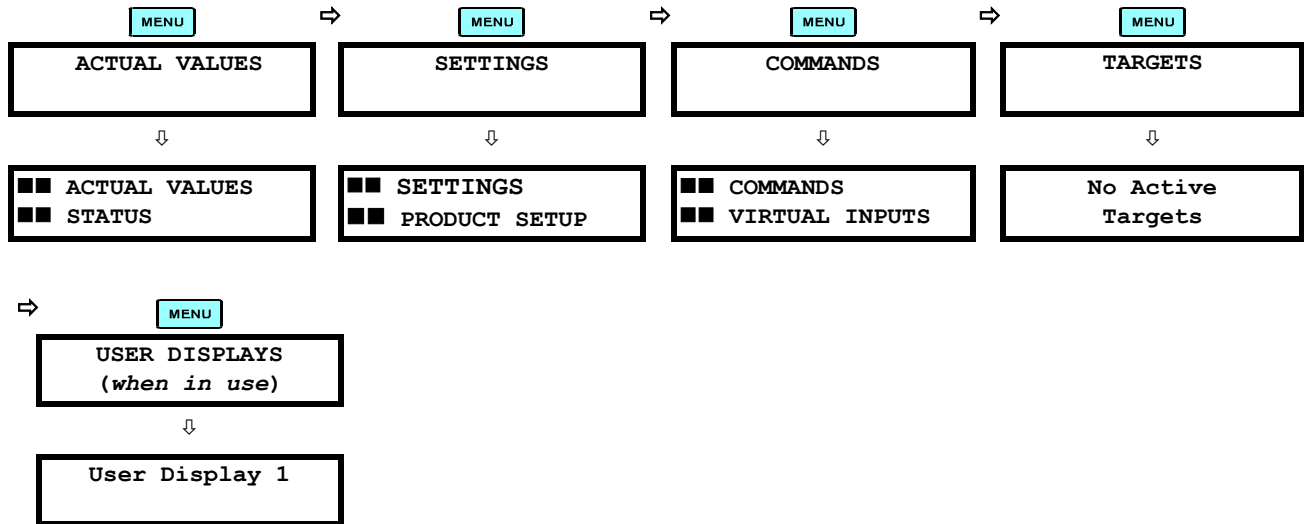 MENU
ACTUAL VALUES
ACTUAL VALUES
STATUS
MENU
SETTINGS
SETTINGS
PRODUCT SETUP
MENU
COMMANDS
COMMANDS
VIRTUAL INPUTS
MENU
TARGETS
No Active
Targets
MENU
USER DISPLAYS
(when in use)
User Display 1